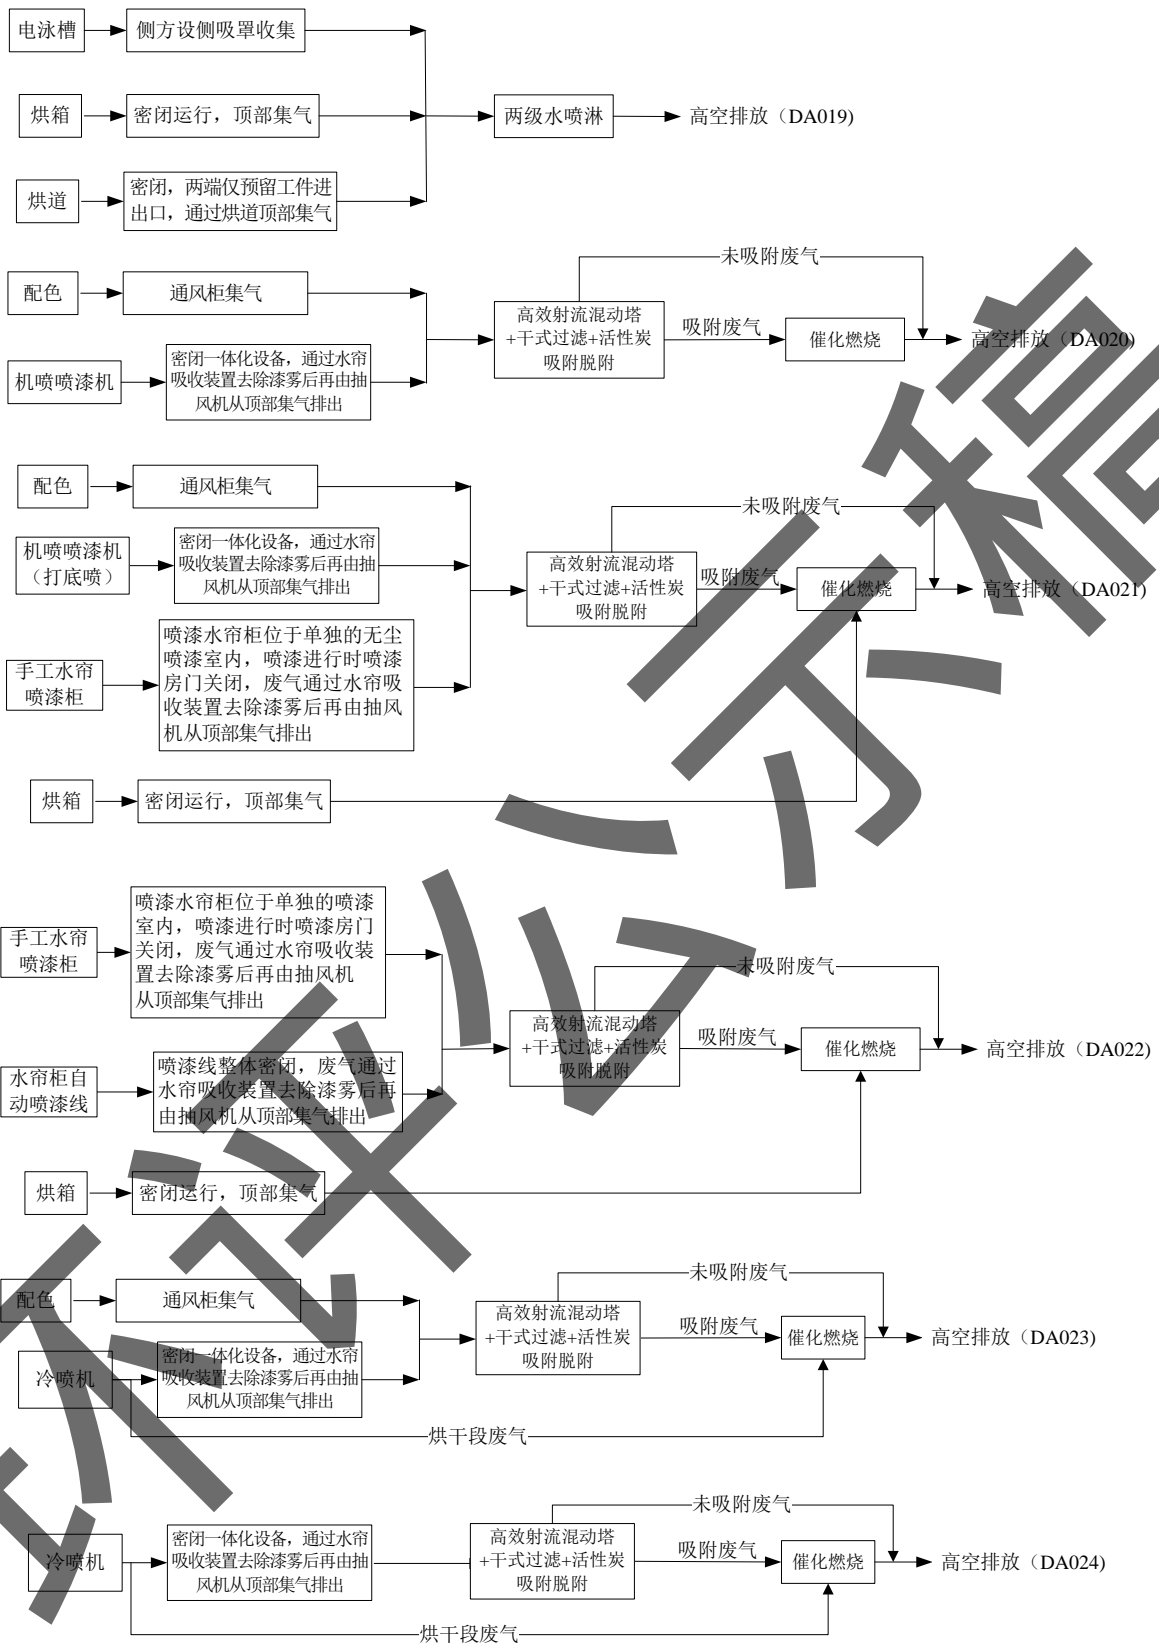 电泳槽
侧方设侧吸罩收集
烘箱
密闭运行，顶部集气
两级水喷淋
高空排放（DA019)
烘道
密闭，两端仅预留工件进
出口，通过烘道顶部集气
未吸附废气
配色
通风柜集气
高效射流混动塔
+干式过滤+活性炭
吸附脱附
吸附废气
催化燃烧
高空排放（DA020)
机喷喷漆机
密闭一体化设备，通过水帘
吸收装置去除漆雾后再由抽
风机从顶部集气排出
配色
通风柜集气
未吸附废气
机喷喷漆机
（打底喷）
密闭一体化设备，通过水帘
吸收装置去除漆雾后再由抽
风机从顶部集气排出
高效射流混动塔
+干式过滤+活性炭
吸附脱附
吸附废气
催化燃烧
高空排放（DA021)
手工水帘
喷漆柜
喷漆水帘柜位于单独的无尘
喷漆室内，喷漆进行时喷漆
房门关闭，废气通过水帘吸
收装置去除漆雾后再由抽风
机从顶部集气排出
烘箱
密闭运行，顶部集气
手工水帘
喷漆柜
喷漆水帘柜位于单独的喷漆
室内，喷漆进行时喷漆房门
关闭，废气通过水帘吸收装
置去除漆雾后再由抽风机
从顶部集气排出
未吸附废气
高效射流混动塔
+干式过滤+活性炭
吸附脱附
吸附废气
催化燃烧
高空排放（DA022)
水帘柜自
动喷漆线
喷漆线整体密闭，废气通过
水帘吸收装置去除漆雾后再
由抽风机从顶部集气排出
烘箱
密闭运行，顶部集气
未吸附废气
配色
通风柜集气
高效射流混动塔
+干式过滤+活性炭
吸附脱附
吸附废气
催化燃烧
高空排放（DA023)
冷喷机
密闭一体化设备，通过水帘
吸收装置去除漆雾后再由抽
风机从顶部集气排出
烘干段废气
未吸附废气
冷喷机
密闭一体化设备，通过水帘
吸收装置去除漆雾后再由抽
风机从顶部集气排出
高效射流混动塔
+干式过滤+活性炭
吸附脱附
吸附废气
催化燃烧
高空排放（DA024)
烘干段废气
环评公示稿